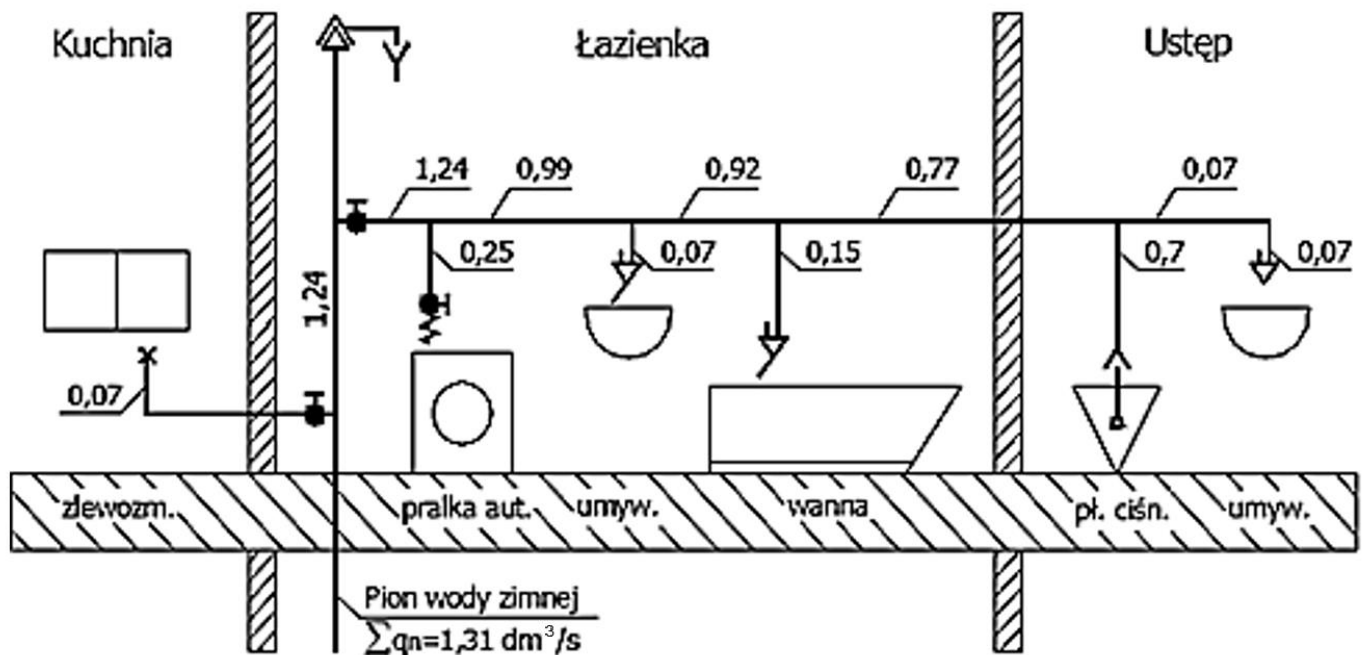 Kuchnia
Łazienka
Ustęp
1,24
0,99
0,92
0,77
0,07
0,25
0,07
0,15
0,7
0,07
1,24
0,07
zlewozm.
pralka aut.
umyw.
wanna
pł. ciśn.
umyw.
Pion wody zimnej
∑qn=1,31 dm³/s